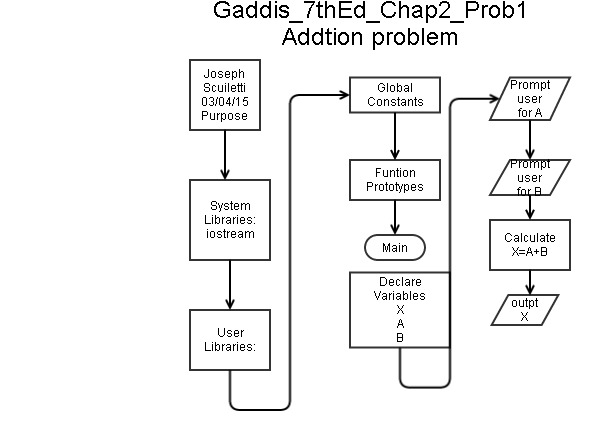 Gaddis_7thEd_Chap2_Prob1
Addtion problem
Joseph
Scuiletti
03/04/15
Purpose
System
Libraries:
iostream
User
Libraries:
Global
Constants
Funtion
Prototypes
Main
Declare
Variables
X
A
B
Prompt
user
for A
Prompt
user
for B
Calculate
X=A+B
outpt
X